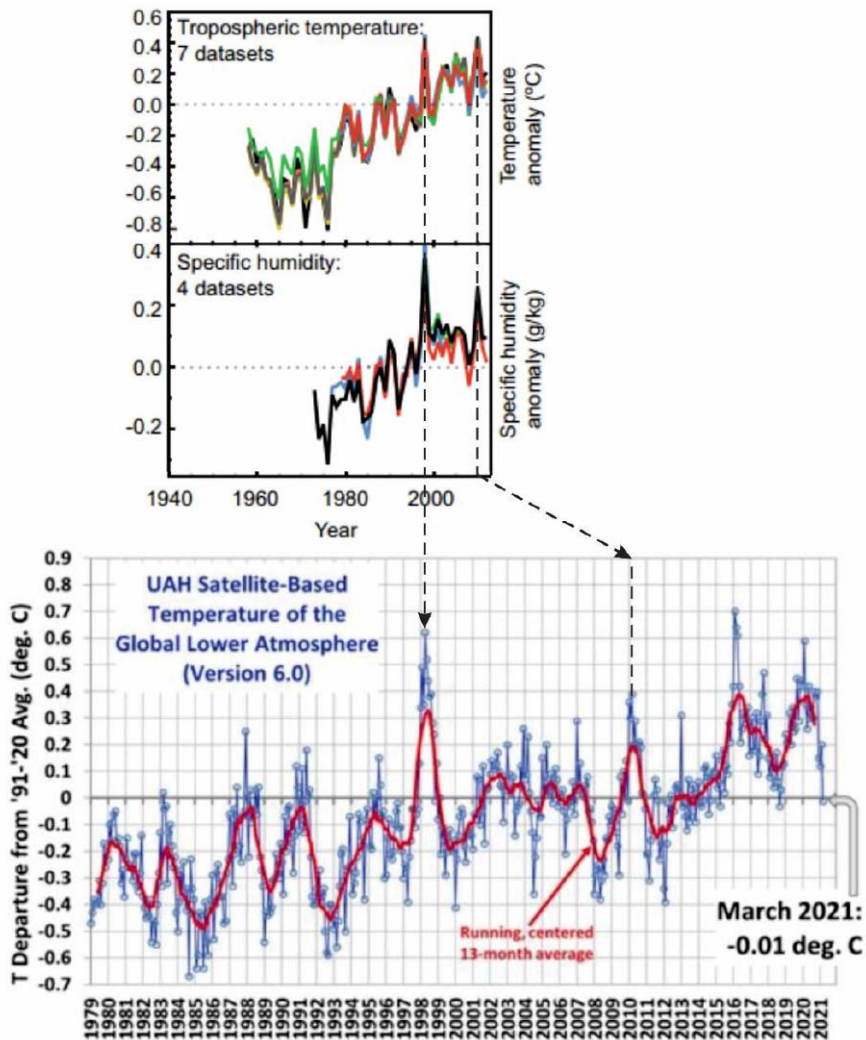 0.6
Tropospheric temperature:
7 datasets
0.4
0.2
0.0
-0.2
-0.4
-0.6
-0.8
Temperature
anomaly (ºC)
0.4
Specific humidity:
4 datasets
0.2
0.0
-0.2
Specific humidity
anomaly (g/kg)
1940 1960 1980 2000
Year
0.9
0.8
0.7
0.6
0.5
0.4
0.3
0.2
0.1
0
-0.1
-0.2
-0.3
-0.4
-0.5
-0.6
-0.7
T Departure from '91-'20 Avg. (deg. C)
UAH Satellite-Based
Temperature of the
Global Lower Atmosphere
(Version 6.0)
Running, centered
13-month average
March 2021:
-0.01 deg. C
1979 1980 1981 1982 1983 1984 1985 1986 1987 1988 1989 1990 1991 1992 1993 1994 1995 1996 1997 1998 1999 2000 2001 2002 2003 2004 2005 2006 2007 2008 2009 2010 2011 2012 2013 2014 2015 2016 2017 2018 2019 2020 2021